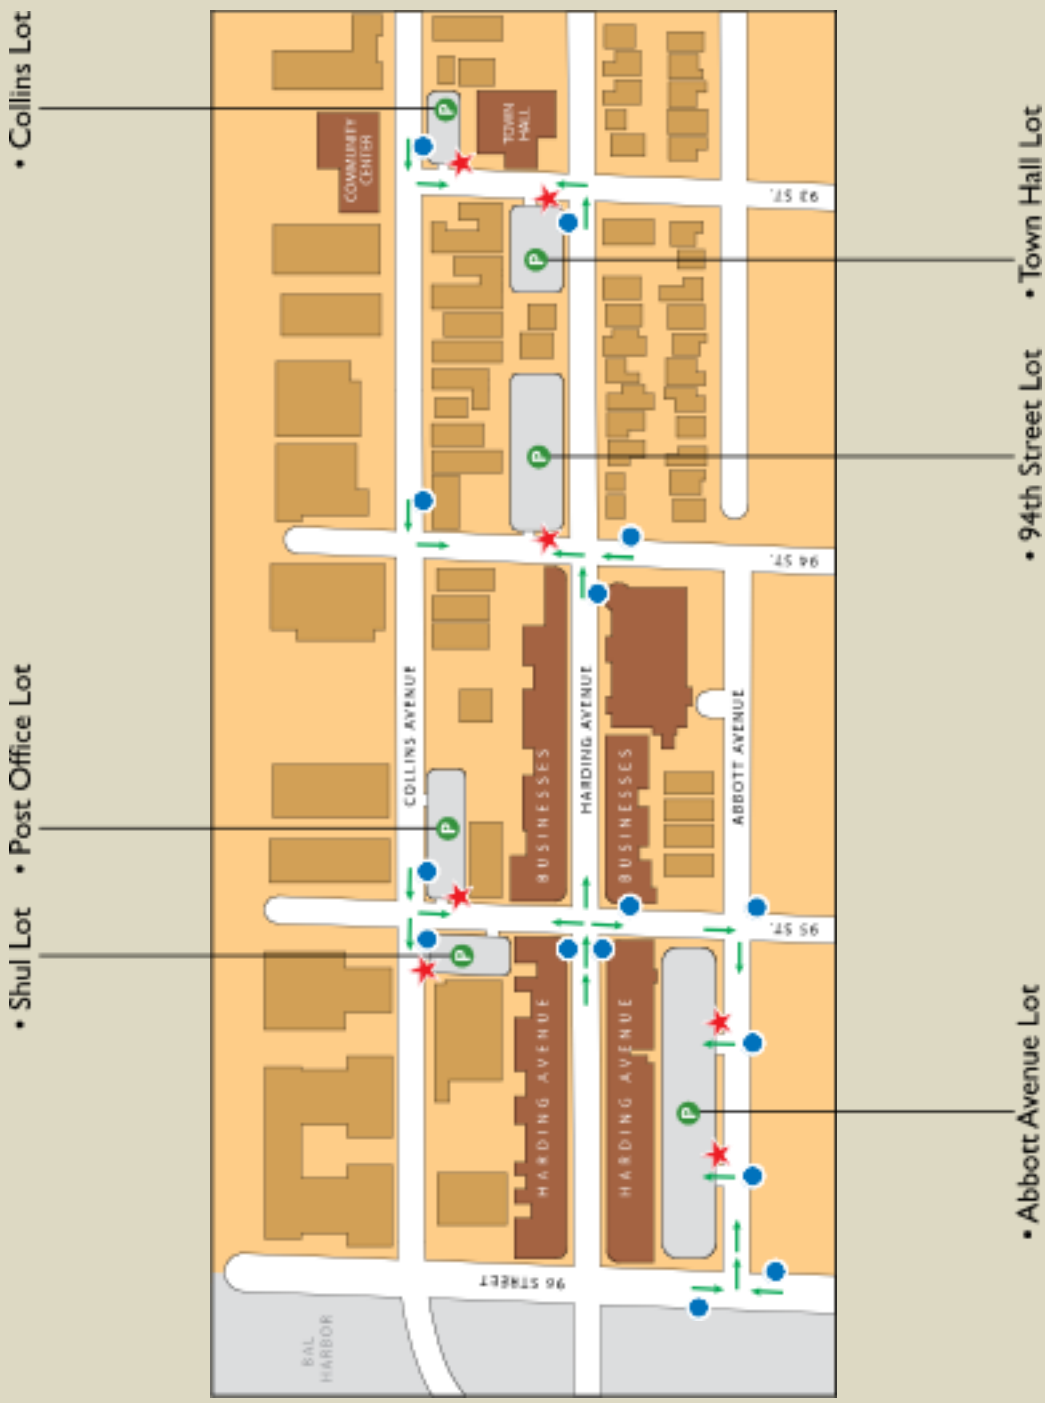 • Collins Lot
• Post Office Lot
• Shul Lot
• Town Hall Lot
• 94th Street Lot
• Abbott Avenue Lot
COMMUNITY
CENTER
TOWN
HALL
P
P
P
P
P
P
93 ST.
94 ST.
95 ST.
96 STREET
COLLINS AVENUE
HARDING AVENUE
ABBOTT AVENUE
BUSINESSES
BUSINESSES
HARDING AVENUE
HARDING AVENUE
BAL
HARBOR